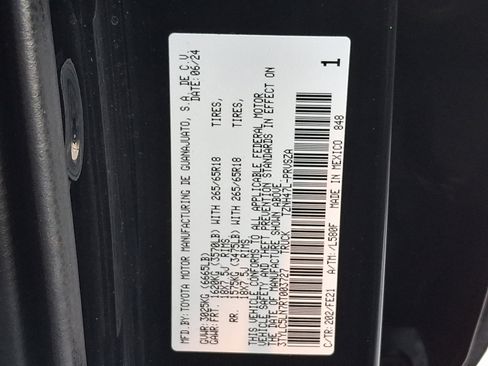 MFD.BY: TOYOTA MOTOR MANUFACTURING DE GUANAJUATO, S.A. DE C.V.
DATE: 06/24
GVWR: 3025KG (6665LB)
GAWR: FRT. 1620KG (3570LB) WITH 265/65R18 TIRES,
18X7.5J RIMS,
RR. 1575KG (3475LB) WITH 265/65R18 TIRES,
18X7.5J RIMS,
THIS VEHICLE CONFORMS TO ALL APPLICABLE FEDERAL MOTOR
VEHICLE SAFETY AND THEFT PREVENTION STANDARDS IN EFFECT ON
THE DATE OF MANUFACTURE SHOWN ABOVE.
3TYLC5LN7RT003727 TRUCK TZNH47L-PRVSZA
C/TR: 202/FE21 A/TM: /L580F MADE IN MEXICO 848
1